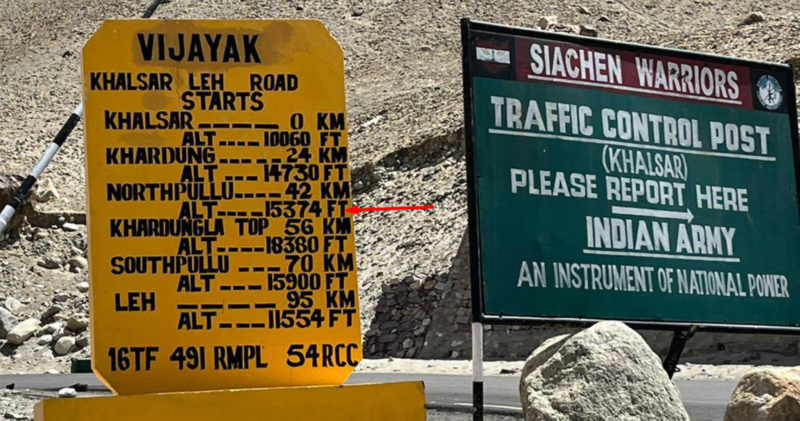 VIJAYAK
KHALSAR LEH ROAD
STARTS
KHALSAR _ _ _ _ _ 0 KM
ALT _ _ _ _ 10060 FT
KHARDUNG _ _ _ _ 24 KM
ALT _ _ _ _ 14730 FT
NORTHPULLU _ _ _ 42 KM
ALT _ _ _ _ 15374 FT
KHARDUNGLA TOP 56 KM
ALT _ _ _ _ 18380 FT
SOUTHPULLU _ _ _ 70 KM
ALT _ _ _ _ 15900 FT
LEH _ _ _ _ _ 95 KM
ALT _ _ _ _ 11554 FT
16TF 491 RMPL 54RCC
SIACHEN WARRIORS
TRAFFIC CONTROL POST
(KHALSAR)
PLEASE REPORT HERE
INDIAN ARMY
AN INSTRUMENT OF NATIONAL POWER